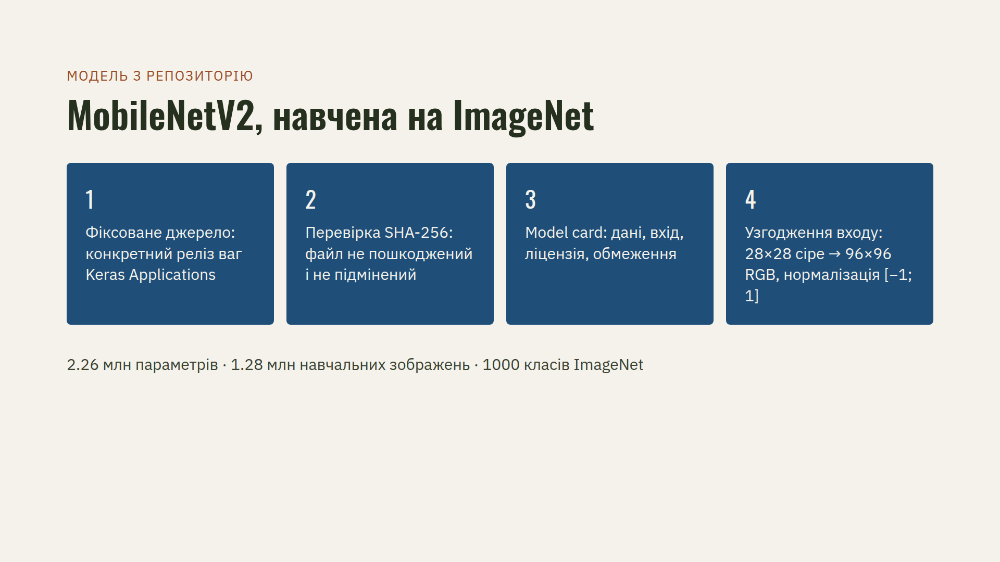 МОДЕЛЬ З РЕПОЗИТОРІЮ
MobileNetV2, навчена на ImageNet
1
Фіксоване джерело:
конкретний реліз ваг
Keras Applications
2
Перевірка SHA-256:
файл не пошкоджений
і не підмінений
3
Model card: дані, вхід,
ліцензія, обмеження
4
Узгодження входу:
28×28 сіре → 96×96
RGB, нормалізація [−1;
1]
2.26 млн параметрів · 1.28 млн навчальних зображень · 1000 класів ImageNet